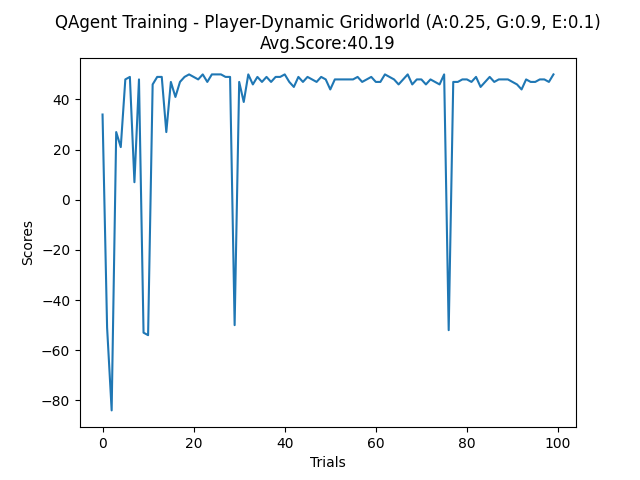 QAgent Training - Player-Dynamic Gridworld (A:0.25, G:0.9, E:0.1)
Avg.Score:40.19
40
20
0
−20
−40
−60
−80
Scores
0 20 40 60 80 100
Trials